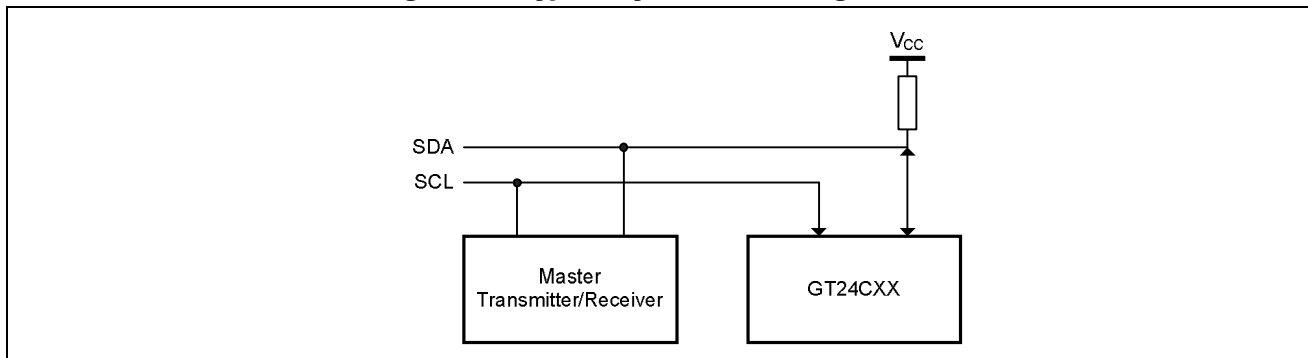 VCC
SDA
SCL
Master
Transmitter/Receiver
GT24CXX